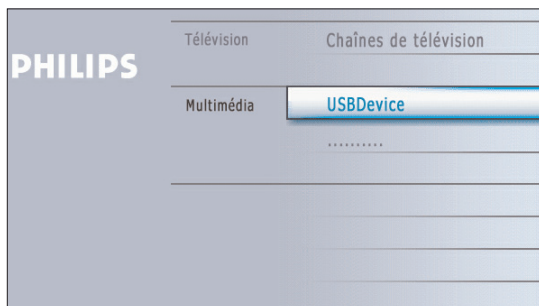 Télévision Chaînes de télévision
PHILIPS
Multimédia USBDevice
..........